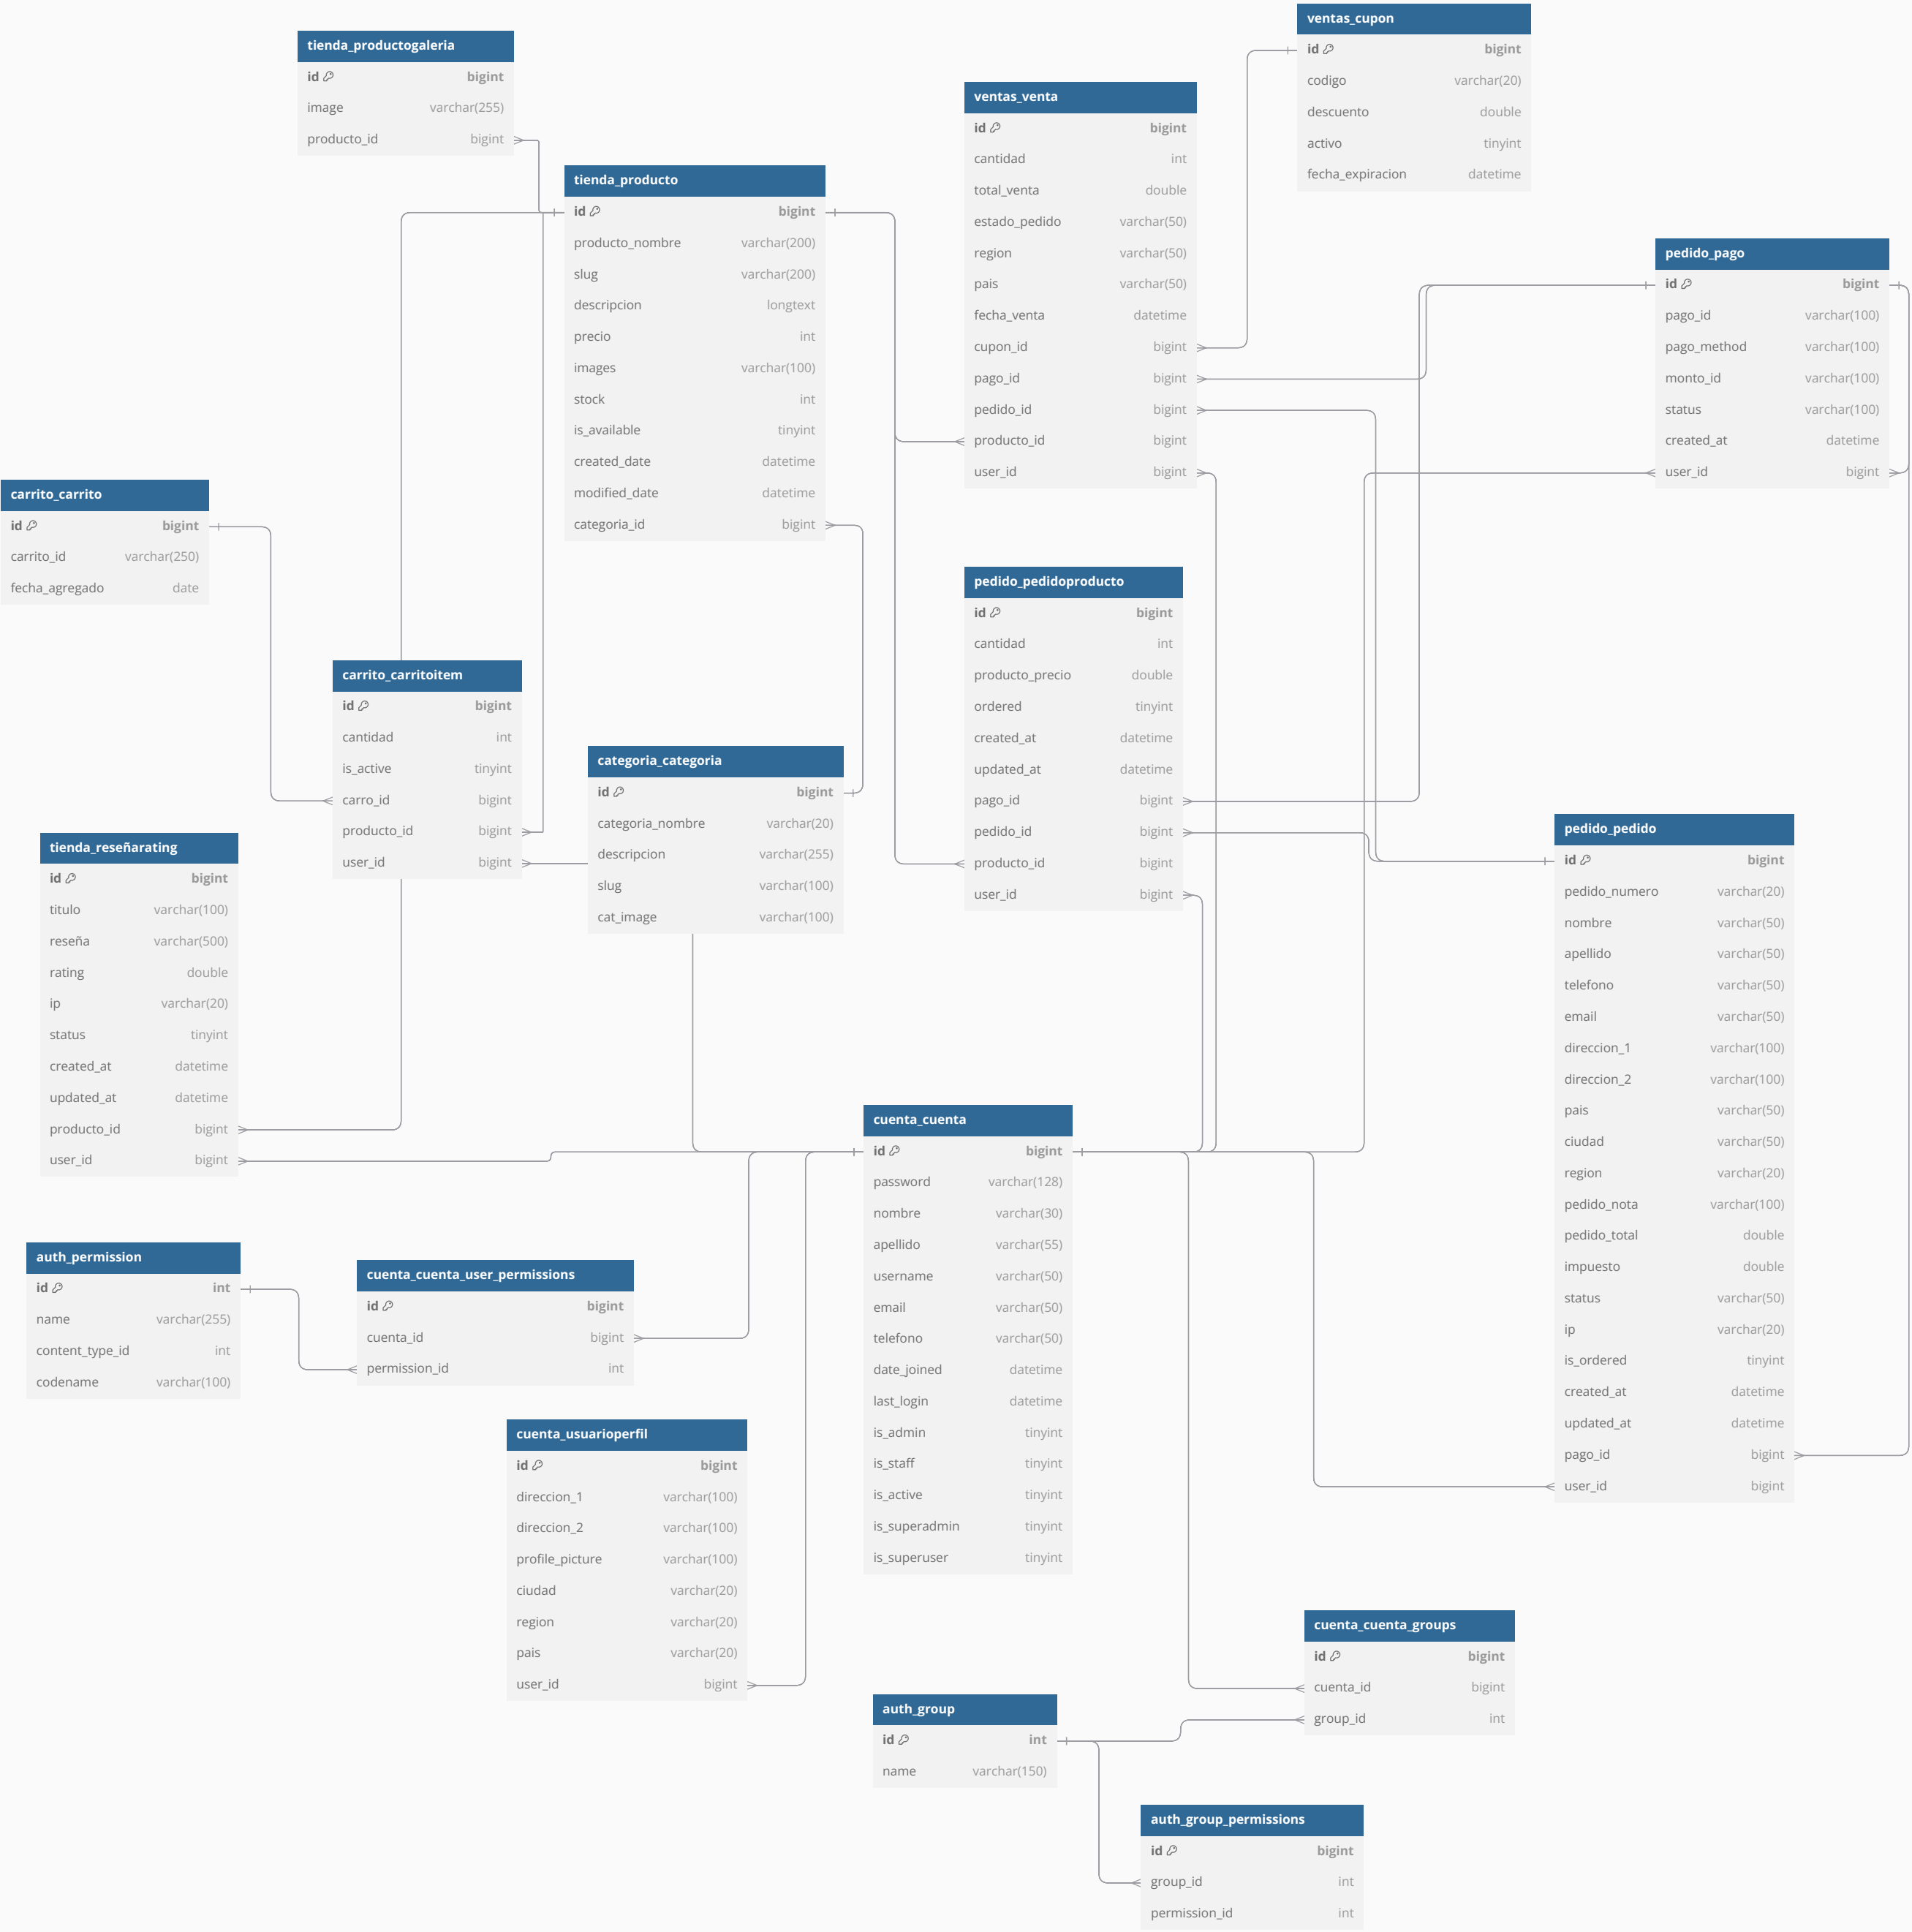 tienda_productogaleria
id bigint
image varchar(255)
producto_id bigint
tienda_producto
id bigint
producto_nombre varchar(200)
slug varchar(200)
descripcion longtext
precio int
images varchar(100)
stock int
is_available tinyint
created_date datetime
modified_date datetime
categoria_id bigint
ventas_venta
id bigint
cantidad int
total_venta double
estado_pedido varchar(50)
region varchar(50)
pais varchar(50)
fecha_venta datetime
cupon_id bigint
pago_id bigint
pedido_id bigint
producto_id bigint
user_id bigint
ventas_cupon
id bigint
codigo varchar(20)
descuento double
activo tinyint
fecha_expiracion datetime
pedido_pago
id bigint
pago_id varchar(100)
pago_method varchar(100)
monto_id varchar(100)
status varchar(100)
created_at datetime
user_id bigint
carrito_carrito
id bigint
carrito_id varchar(250)
fecha_agregado date
carrito_carritoitem
id bigint
cantidad int
is_active tinyint
carro_id bigint
producto_id bigint
user_id bigint
categoria_categoria
id bigint
categoria_nombre varchar(20)
descripcion varchar(255)
slug varchar(100)
cat_image varchar(100)
pedido_pedidoproducto
id bigint
cantidad int
producto_precio double
ordered tinyint
created_at datetime
updated_at datetime
pago_id bigint
pedido_id bigint
producto_id bigint
user_id bigint
pedido_pedido
id bigint
pedido_numero varchar(20)
nombre varchar(50)
apellido varchar(50)
telefono varchar(50)
email varchar(50)
direccion_1 varchar(100)
direccion_2 varchar(100)
pais varchar(50)
ciudad varchar(50)
region varchar(20)
pedido_nota varchar(100)
pedido_total double
impuesto double
status varchar(50)
ip varchar(20)
is_ordered tinyint
created_at datetime
updated_at datetime
pago_id bigint
user_id bigint
tienda_reseñarating
id bigint
titulo varchar(100)
reseña varchar(500)
rating double
ip varchar(20)
status tinyint
created_at datetime
updated_at datetime
producto_id bigint
user_id bigint
cuenta_cuenta
id bigint
password varchar(128)
nombre varchar(30)
apellido varchar(55)
username varchar(50)
email varchar(50)
telefono varchar(50)
date_joined datetime
last_login datetime
is_admin tinyint
is_staff tinyint
is_active tinyint
is_superadmin tinyint
is_superuser tinyint
auth_permission
id int
name varchar(255)
content_type_id int
codename varchar(100)
cuenta_cuenta_user_permissions
id bigint
cuenta_id bigint
permission_id int
cuenta_usuarioperfil
id bigint
direccion_1 varchar(100)
direccion_2 varchar(100)
profile_picture varchar(100)
ciudad varchar(20)
region varchar(20)
pais varchar(20)
user_id bigint
cuenta_cuenta_groups
id bigint
cuenta_id bigint
group_id int
auth_group
id int
name varchar(150)
auth_group_permissions
id bigint
group_id int
permission_id int